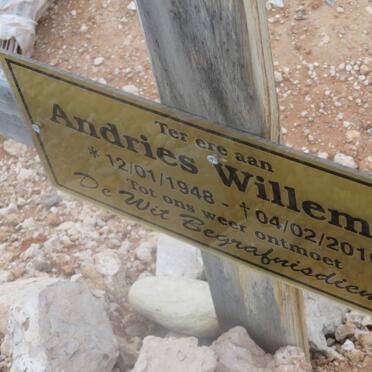 Ter ere aan
Andries Willem
* 12/01/1948 - † 04/02/201
Tot ons weer ontmoet
De Wit Begrafnisdien